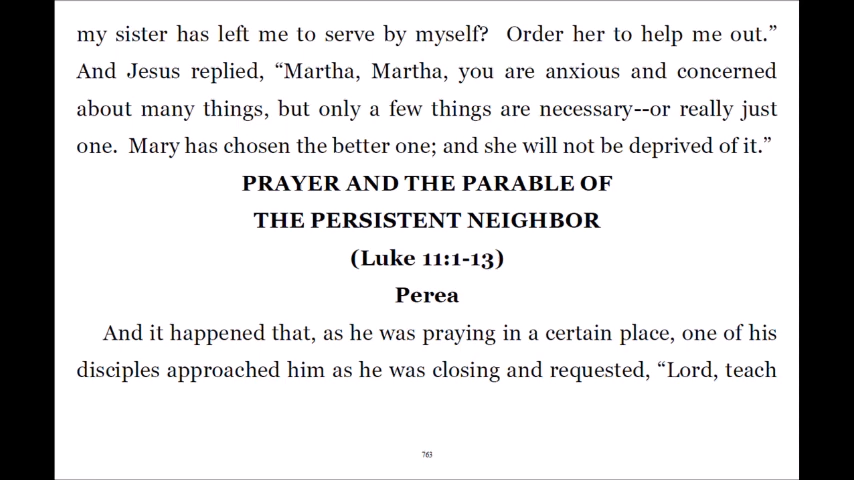 my sister has left me to serve by myself?  Order her to help me out.”
And Jesus replied, “Martha, Martha, you are anxious and concerned
about many things, but only a few things are necessary--or really just
one.  Mary has chosen the better one; and she will not be deprived of it.”
PRAYER AND THE PARABLE OF
THE PERSISTENT NEIGHBOR
(Luke 11:1-13)
Perea
And it happened that, as he was praying in a certain place, one of his
disciples approached him as he was closing and requested, “Lord, teach
763